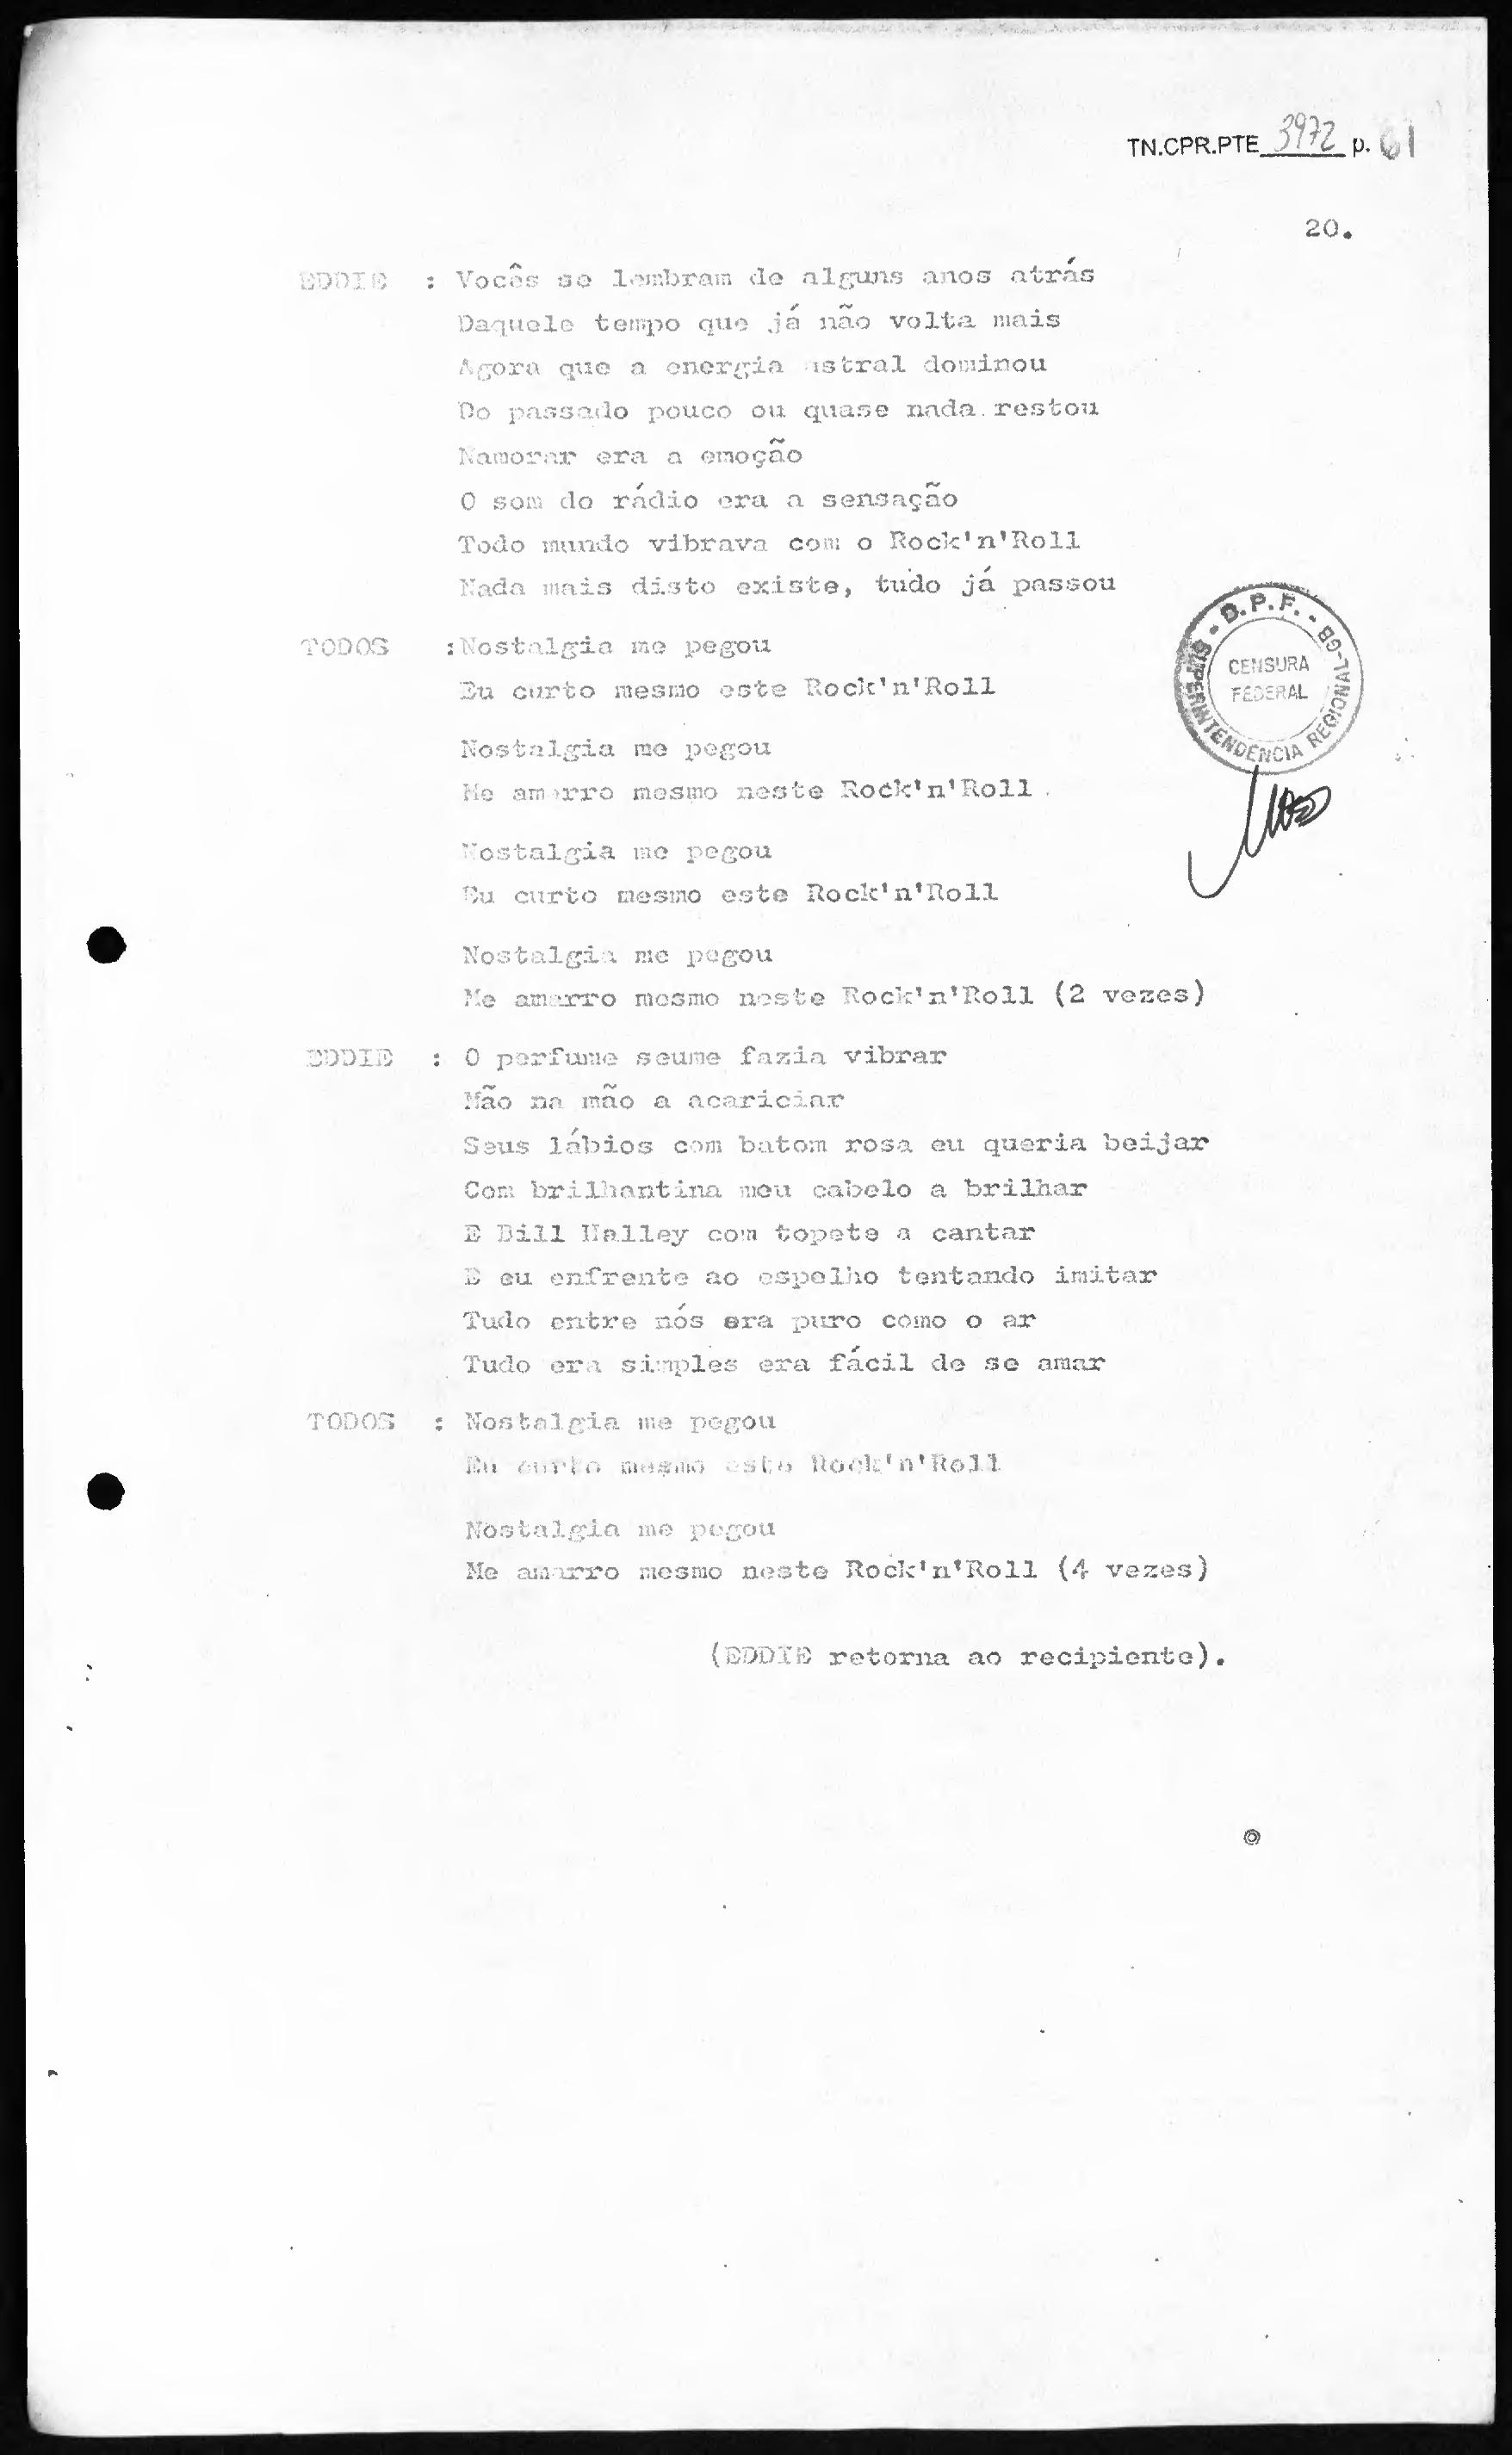 TN.CPR.PTE 3972 p. 61
20.
EDDIE : Vocês se lembram de alguns anos atrás
Daquele tempo que já não volta mais
Agora que a energia astral dominou
Do passado pouco ou quase nada restou
Namorar era a emoção
O som do rádio era a sensação
Todo mundo vibrava com o Rock'n'Roll
Nada mais disto existe, tudo já passou
TODOS :Nostalgia me pegou
Eu curto mesmo este Rock'n'Roll
Nostalgia me pegou
Me amarro mesmo neste Rock'n'Roll.
Nostalgia me pegou
Eu curto mesmo este Rock'n'Roll
Nostalgia me pegou
Me amarro mesmo neste Rock'n'Roll (2 vezes)
EDDIE : O perfume seume fazia vibrar
Mão na mão a acariciar
Seus lábios com batom rosa eu queria beijar
Com brilhantina meu cabelo a brilhar
E Bill Halley com topete a cantar
E eu enfrente ao espelho tentando imitar
Tudo entre nós era puro como o ar
Tudo era simples era fácil de se amar
TODOS : Nostalgia me pegou
Eu curto mesmo este Rock'n'Roll
Nostalgia me pegou
Me amarro mesmo neste Rock'n'Roll (4 vezes)
(EDDIE retorna ao recipiente).
D.P.F. - SUPERINTENDÊNCIA REGIONAL-GB
CENSURA
FEDERAL